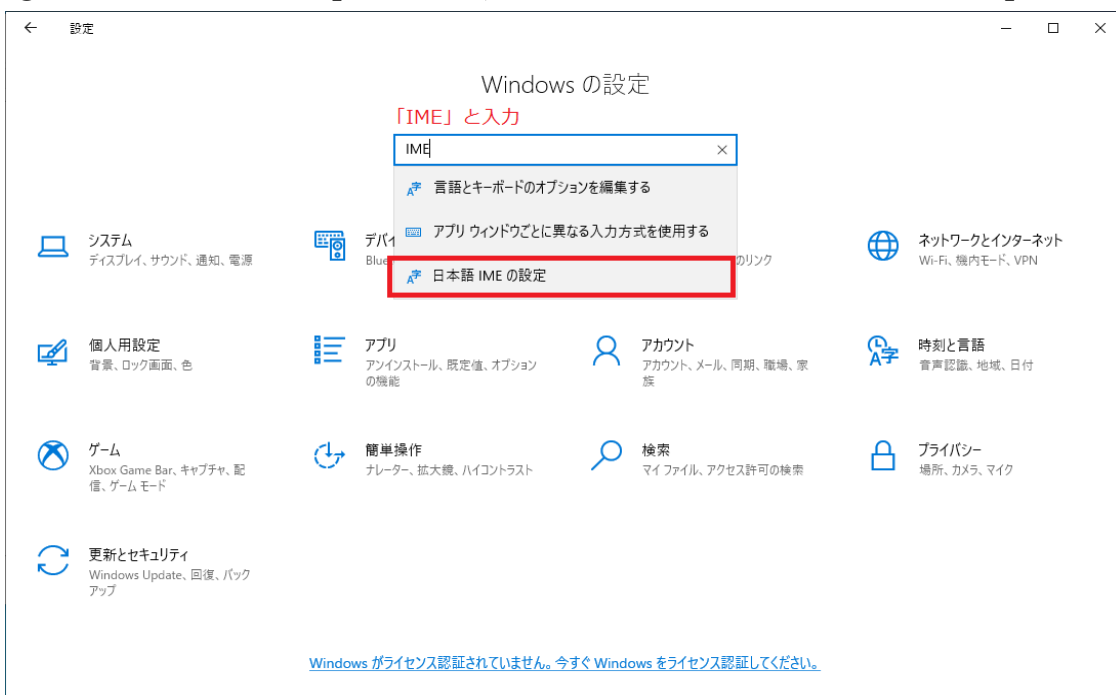 設定
Windows の設定
「IME」と入力
IME
言語とキーボードのオプションを編集する
アプリ ウィンドウごとに異なる入力方式を使用する
日本語 IME の設定
システム
ディスプレイ、サウンド、通知、電源
デバイ
Blue
のリンク
ネットワークとインターネット
Wi-Fi、機内モード、VPN
個人用設定
背景、ロック画面、色
アプリ
アンインストール、既定値、オプション
の機能
アカウント
アカウント、メール、同期、職場、家
族
時刻と言語
音声認識、地域、日付
ゲーム
Xbox Game Bar、キャプチャ、配
信、ゲーム モード
簡単操作
ナレーター、拡大鏡、ハイコントラスト
検索
マイ ファイル、アクセス許可の検索
プライバシー
場所、カメラ、マイク
更新とセキュリティ
Windows Update、回復、バック
アップ
Windows がライセンス認証されていません。今すぐ Windows をライセンス認証してください。